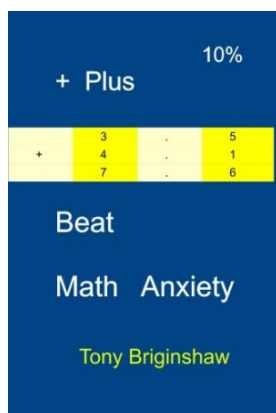 10%
+ Plus
3 . 5
+ 4 . 1
7 . 6
Beat
Math Anxiety
Tony Briginshaw